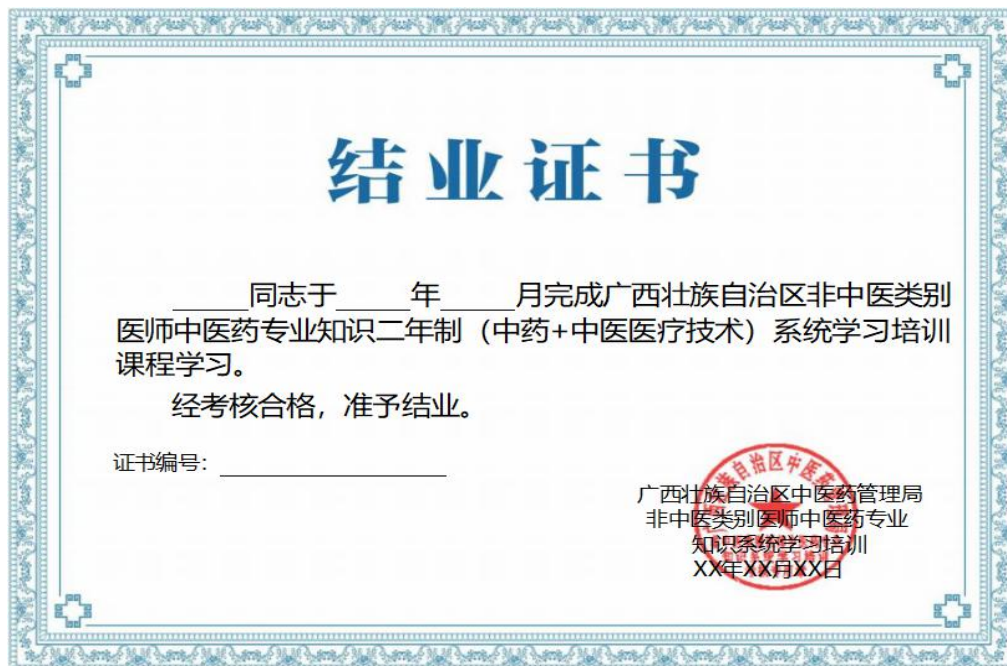 结业证书
______同志于______年______月完成广西壮族自治区非中医类别
医师中医药专业知识二年制（中药+中医医疗技术）系统学习培训
课程学习。
经考核合格，准予结业。
证书编号：__________________
广西壮族自治区中医药管理局
非中医类别医师中医药专业
知识系统学习培训
XX年XX月XX日